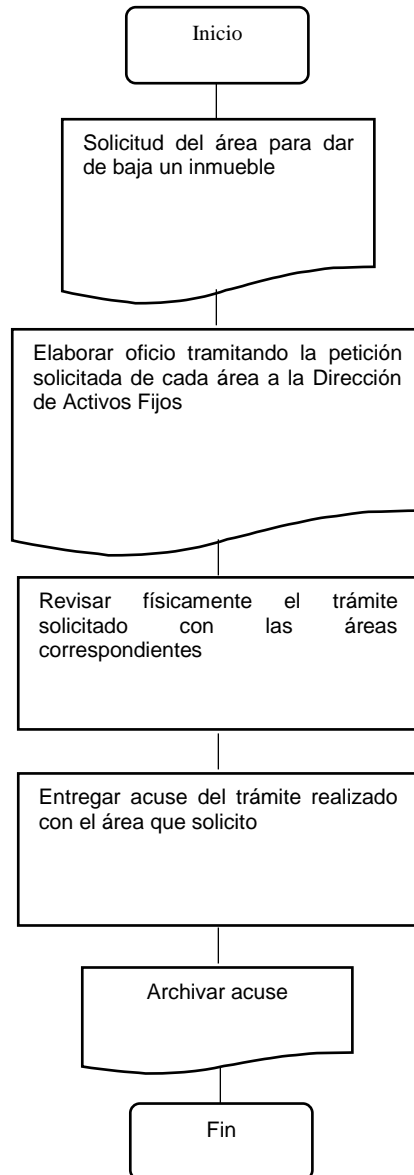 Inicio
Solicitud del área para dar
de baja un inmueble
Elaborar oficio tramitando la petición
solicitada de cada área a la Dirección
de Activos Fijos
Revisar físicamente el trámite
solicitado con las áreas
correspondientes
Entregar acuse del trámite realizado
con el área que solicito
Archivar acuse
Fin